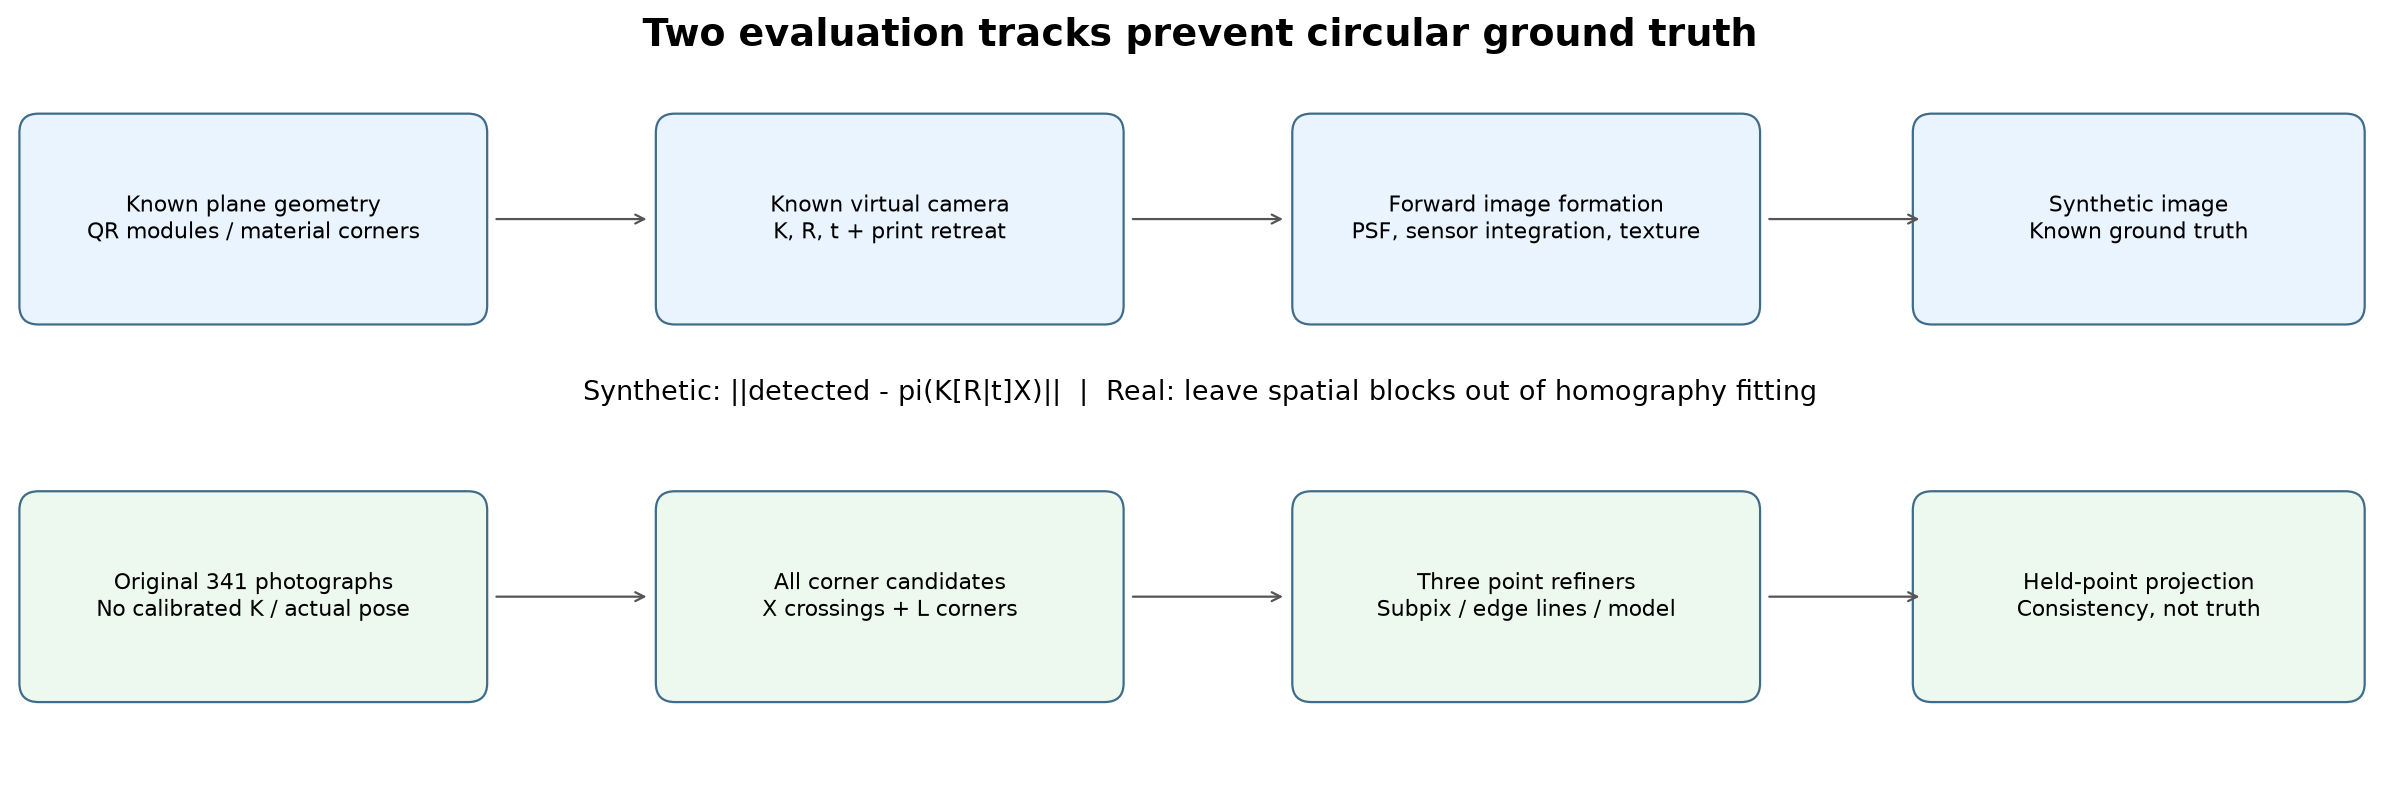 Two evaluation tracks prevent circular ground truth
Known plane geometry
QR modules / material corners
Known virtual camera
K, R, t + print retreat
Forward image formation
PSF, sensor integration, texture
Synthetic image
Known ground truth
Synthetic: ||detected - pi(K[R|t]X)||  |  Real: leave spatial blocks out of homography fitting
Original 341 photographs
No calibrated K / actual pose
All corner candidates
X crossings + L corners
Three point refiners
Subpix / edge lines / model
Held-point projection
Consistency, not truth